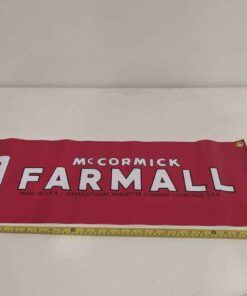 McCORMICK
FARMALL
MADE IN U.S.A. · INTERNATIONAL HARVESTER COMPANY · CHICAGO U.S.A.